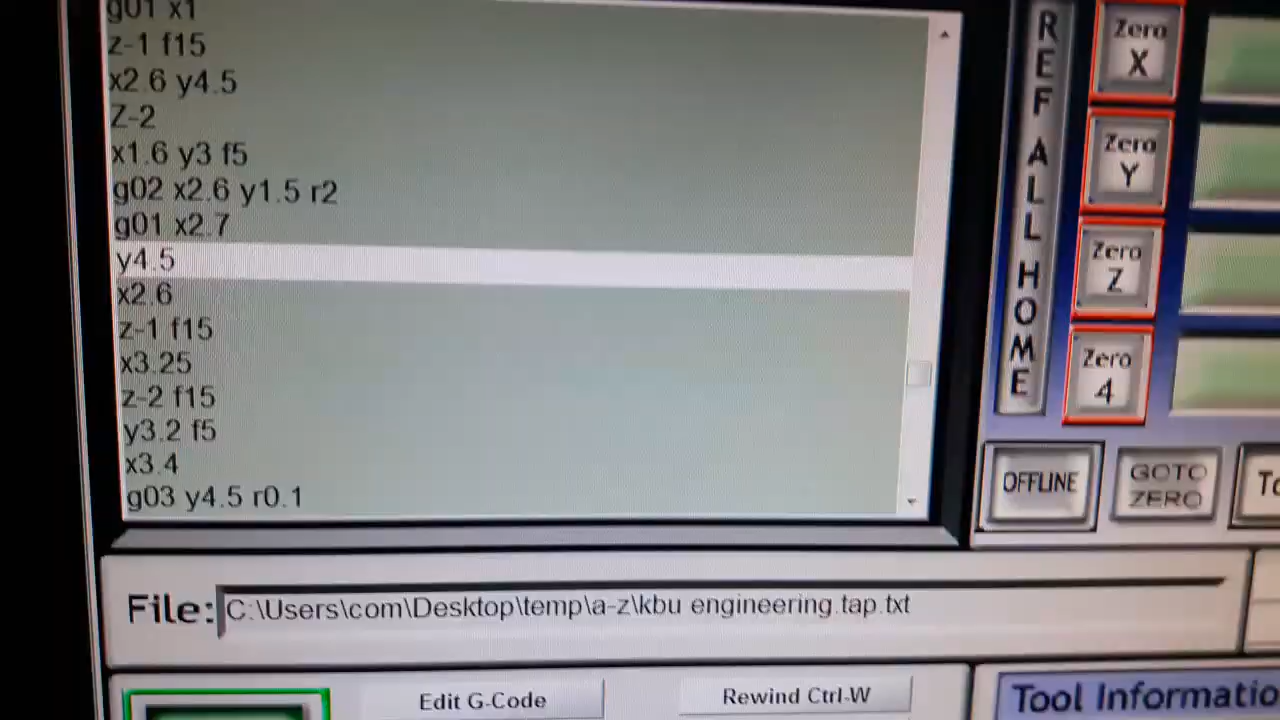 g01 x1
z-1 f15
x2.6 y4.5
Z-2
x1.6 y3 f5
g02 x2.6 y1.5 r2
g01 x2.7
y4.5
x2.6
z-1 f15
x3.25
z-2 f15
y3.2 f5
x3.4
g03 y4.5 r0.1
REF ALL HOME
Zero X
Zero Y
Zero Z
Zero 4
OFFLINE
GOTO ZERO
File: C:\Users\com\Desktop\temp\a-z\kbu engineering.tap.txt
Edit G-Code
Rewind Ctrl-W
Tool Informatio